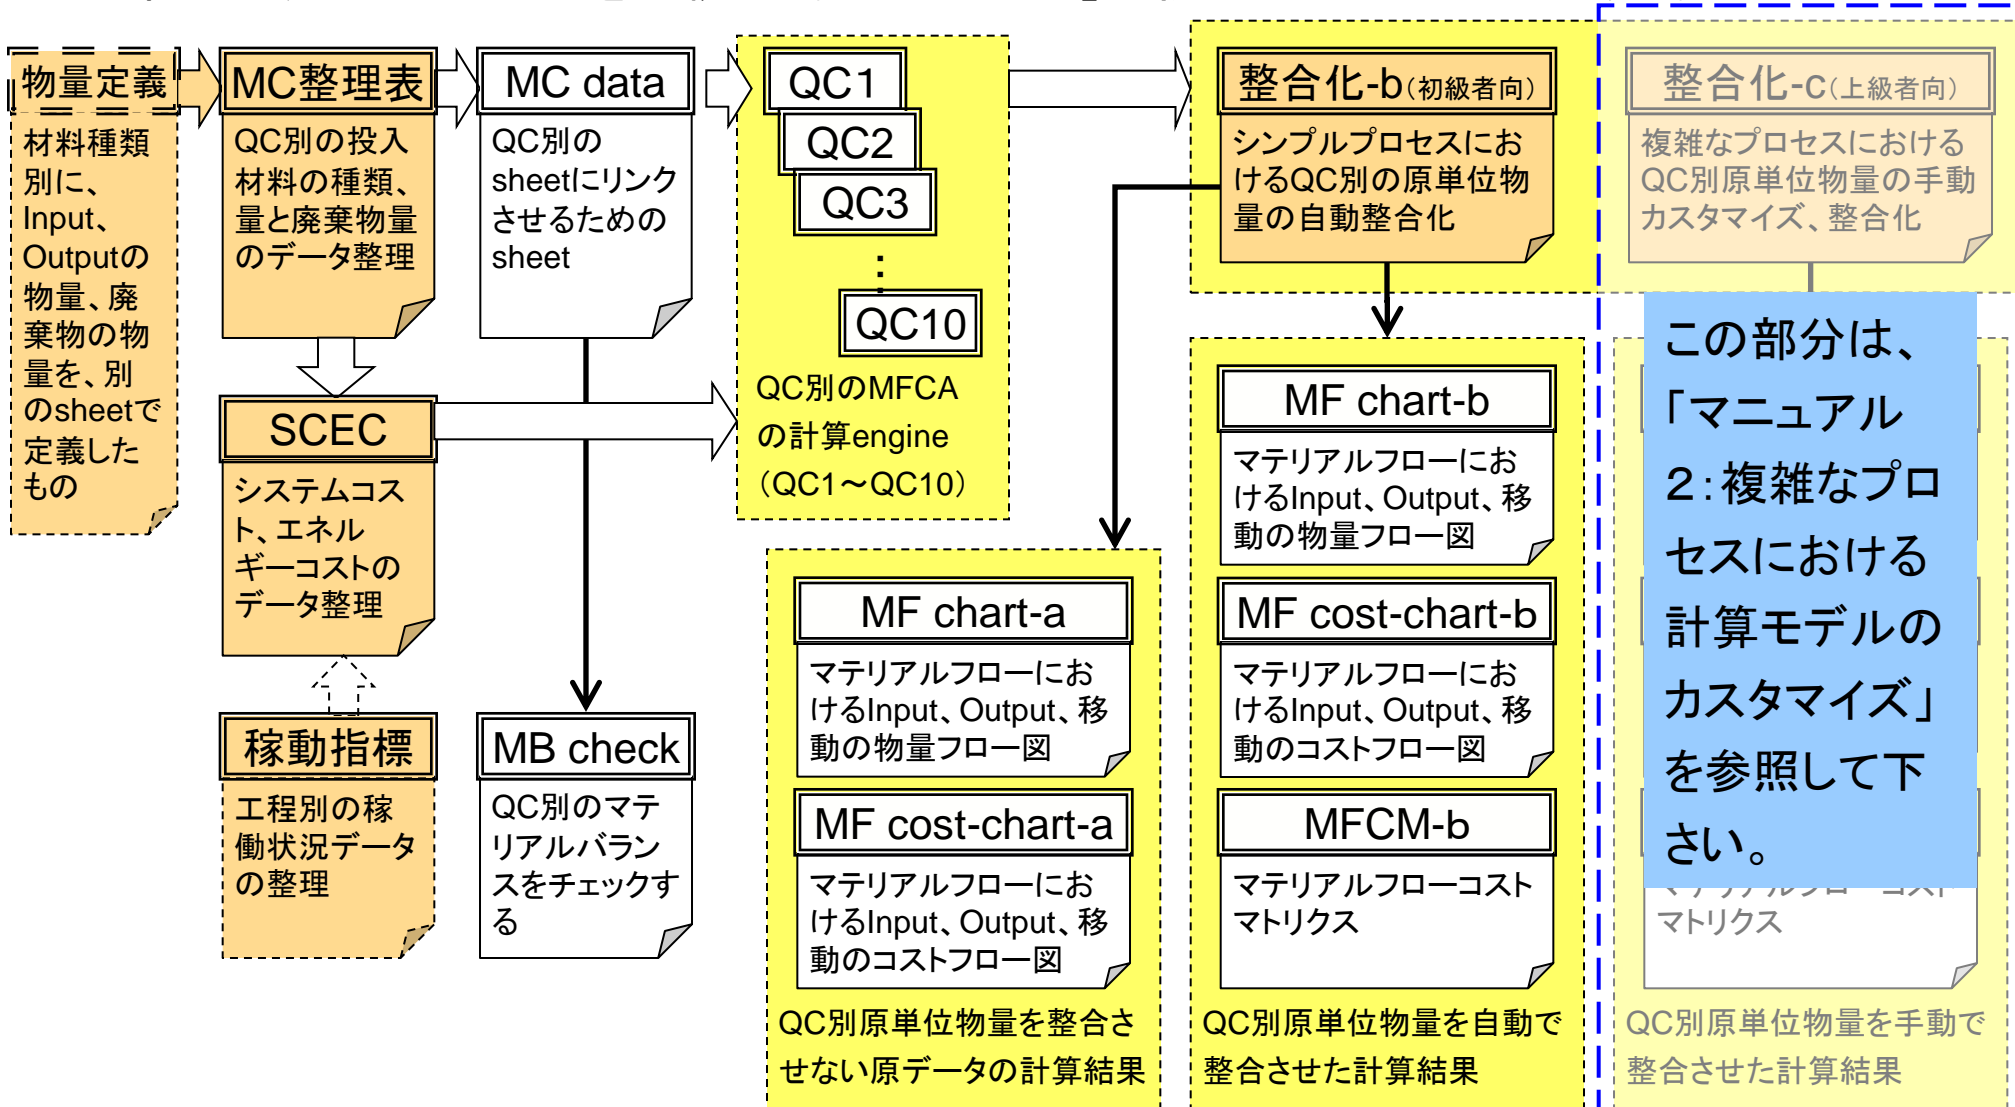 物量定義
材料種類
別に、
Input、
Outputの
物量、廃
棄物の物
量を、別
のsheetで
定義した
もの
MC整理表
QC別の投入
材料の種類、
量と廃棄物量
のデータ整理
SCEC
システムコス
ト、エネル
ギーコストの
データ整理
稼動指標
工程別の稼
働状況データ
の整理
MC data
QC別の
sheetにリンク
させるための
sheet
MB check
QC別のマテ
リアルバラン
スをチェックす
る
QC1
QC2
QC3
:
QC10
QC別のMFCA
の計算engine
（QC1～QC10）
MF chart-a
マテリアルフローにお
けるInput、Output、移
動の物量フロー図
MF cost-chart-a
マテリアルフローにお
けるInput、Output、移
動のコストフロー図
QC別原単位物量を整合さ
せない原データの計算結果
整合化-b（初級者向）
シンプルプロセスにお
けるQC別の原単位物
量の自動整合化
MF chart-b
マテリアルフローにお
けるInput、Output、移
動の物量フロー図
MF cost-chart-b
マテリアルフローにお
けるInput、Output、移
動のコストフロー図
MFCM-b
マテリアルフローコスト
マトリクス
QC別原単位物量を自動で
整合させた計算結果
整合化-c（上級者向）
複雑なプロセスにおける
QC別原単位物量の手動
カスタマイズ、整合化
この部分は、
「マニュアル
２：複雑なプロ
セスにおける
計算モデルの
カスタマイズ」
を参照して下
さい。
マテリアルフローコスト
マトリクス
QC別原単位物量を手動で
整合させた計算結果